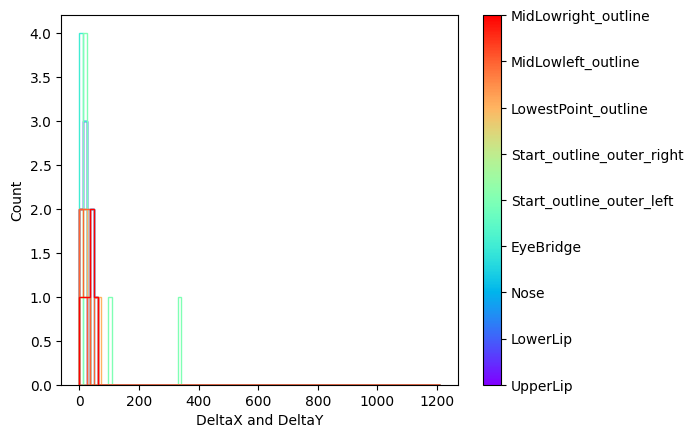 4.0
3.5
3.0
2.5
2.0
1.5
1.0
0.5
0.0
Count
0 200 400 600 800 1000 1200
DeltaX and DeltaY
MidLowright_outline
MidLowleft_outline
LowestPoint_outline
Start_outline_outer_right
Start_outline_outer_left
EyeBridge
Nose
LowerLip
UpperLip